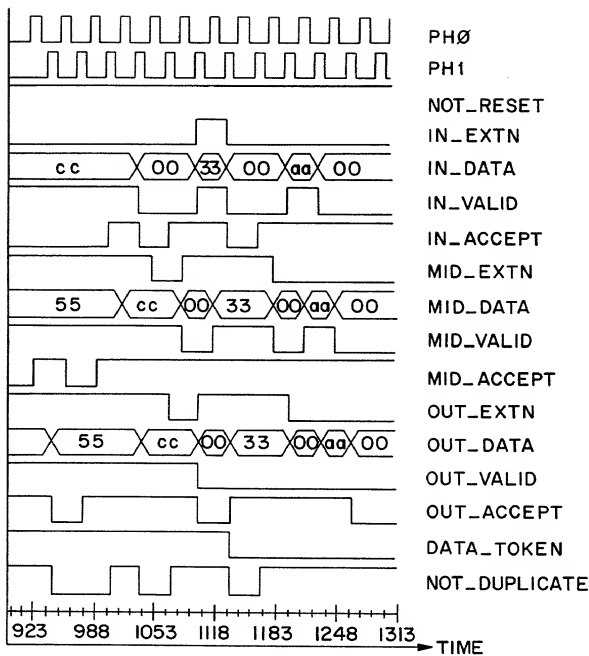 PHØ
PH1
NOT_RESET
IN_EXTN
cc 00 33 00 aa 00 IN_DATA
IN_VALID
IN_ACCEPT
MID_EXTN
55 cc 00 33 00 aa 00 MID_DATA
MID_VALID
MID_ACCEPT
OUT_EXTN
55 cc 00 33 00 aa 00 OUT_DATA
OUT_VALID
OUT_ACCEPT
DATA_TOKEN
NOT_DUPLICATE
923 988 1053 1118 1183 1248 1313
TIME